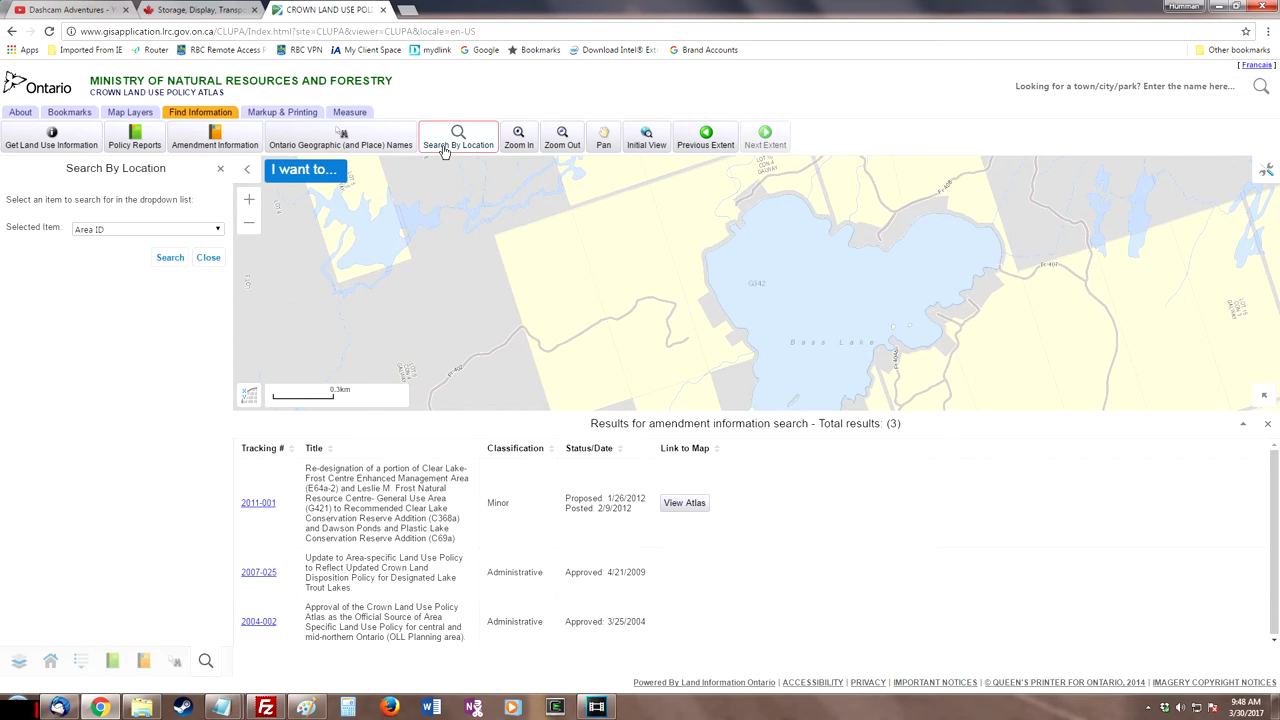 Dashcam Adventures - W
Storage, Display, Transpor
CROWN LAND USE POLI
Humman
www.gisapplication.lrc.gov.on.ca/CLUPA/Index.html?site=CLUPA&viewer=CLUPA&locale=en-US
Apps Imported From IE Router RBC Remote Access RBC VPN My Client Space mydlink Google Bookmarks Download Intel® Ext Brand Accounts Other bookmarks
[ Francais ]
Ontario
MINISTRY OF NATURAL RESOURCES AND FORESTRY
CROWN LAND USE POLICY ATLAS
Looking for a town/city/park? Enter the name here...
About Bookmarks Map Layers Find Information Markup & Printing Measure
Get Land Use Information Policy Reports Amendment Information Ontario Geographic (and Place) Names Search By Location Zoom In Zoom Out Pan Initial View Previous Extent Next Extent
Search By Location
I want to...
Select an item to search for in the dropdown list:
Selected Item: Area ID
Search Close
G342
Bass Lake
Fr 408
Fr 407
Fr 402
0.3km
Results for amendment information search - Total results: (3)
Tracking # Title Classification Status/Date Link to Map
Re-designation of a portion of Clear Lake-
Frost Centre Enhanced Management Area
(E64a-2) and Leslie M. Frost Natural
Resource Centre- General Use Area
(G421) to Recommended Clear Lake
Conservation Reserve Addition (C368a)
and Dawson Ponds and Plastic Lake
Conservation Reserve Addition (C69a)
2011-001
Minor
Proposed: 1/26/2012
Posted: 2/9/2012
View Atlas
Update to Area-specific Land Use Policy
to Reflect Updated Crown Land
Disposition Policy for Designated Lake
Trout Lakes.
2007-025
Administrative
Approved: 4/21/2009
Approval of the Crown Land Use Policy
Atlas as the Official Source of Area
Specific Land Use Policy for central and
mid-northern Ontario (OLL Planning area).
2004-002
Administrative
Approved: 3/25/2004
Powered By Land Information Ontario | ACCESSIBILITY | PRIVACY | IMPORTANT NOTICES | © QUEEN'S PRINTER FOR ONTARIO, 2014 | IMAGERY COPYRIGHT NOTICES
9:48 AM
3/30/2017